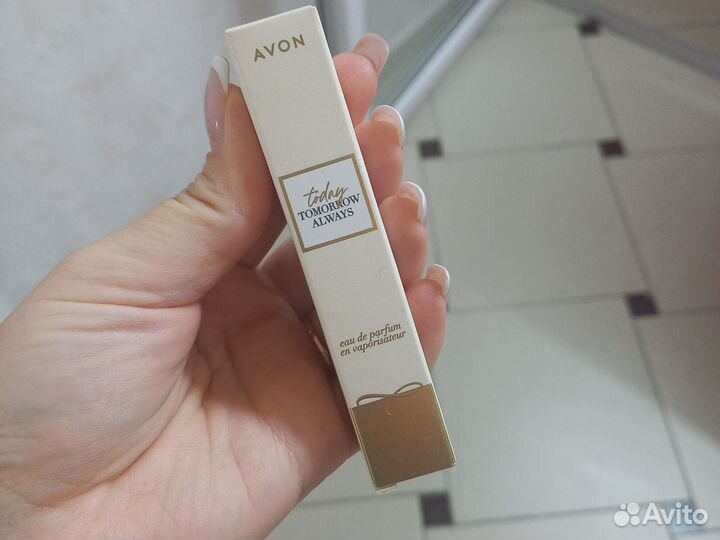 AVON
today
TOMORROW
ALWAYS
eau de parfum
en vaporisateur
Avito